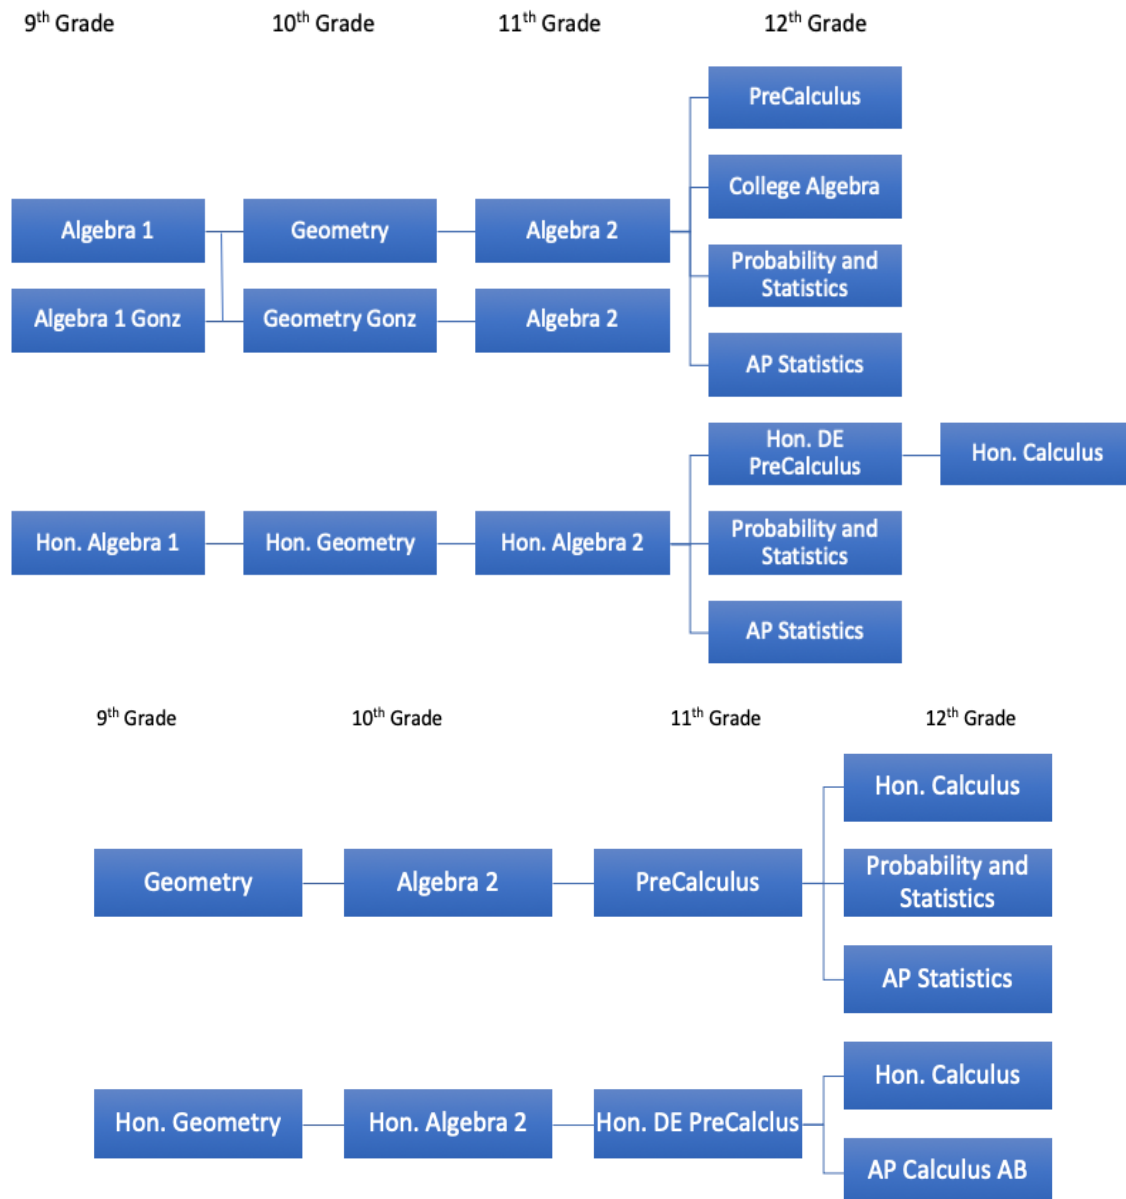 9th Grade 10th Grade 11th Grade 12th Grade
PreCalculus
College Algebra
Algebra 1 Geometry Algebra 2
Probability and
Statistics
Algebra 1 Gonz Geometry Gonz Algebra 2
AP Statistics
Hon. DE
PreCalculus
Hon. Calculus
Hon. Algebra 1 Hon. Geometry Hon. Algebra 2
Probability and
Statistics
AP Statistics
9th Grade 10th Grade 11th Grade 12th Grade
Hon. Calculus
Geometry Algebra 2 PreCalculus
Probability and
Statistics
AP Statistics
Hon. Calculus
Hon. Geometry Hon. Algebra 2 Hon. DE PreCalclus
AP Calculus AB